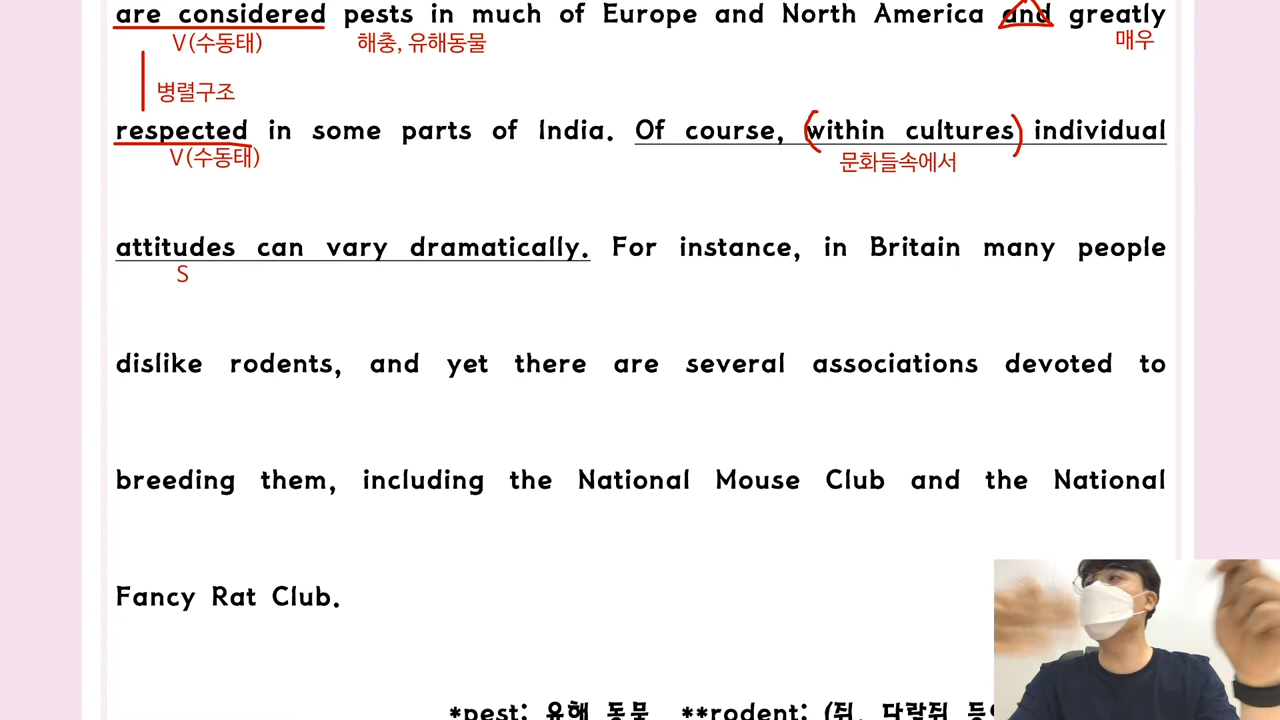 are considered pests in much of Europe and North America and greatly
V(수동태) 해충, 유해동물 매우
병렬구조
respected in some parts of India. Of course, (within cultures) individual
V(수동태) 문화들속에서
attitudes can vary dramatically. For instance, in Britain many people
S
dislike rodents, and yet there are several associations devoted to
breeding them, including the National Mouse Club and the National
Fancy Rat Club.
*pest: 유해 동물 **rodent: (쥐, 다람쥐